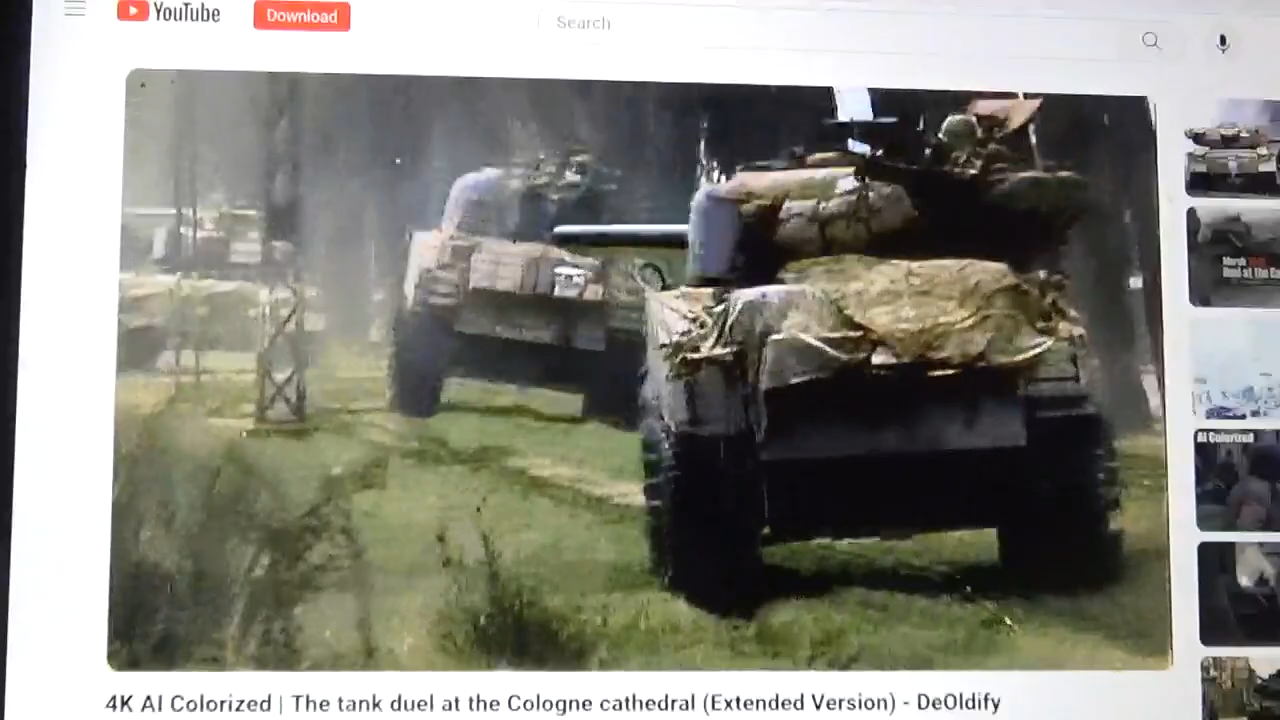 YouTube
Download
Search
AI Colorized
4K AI Colorized | The tank duel at the Cologne cathedral (Extended Version) - DeOldify